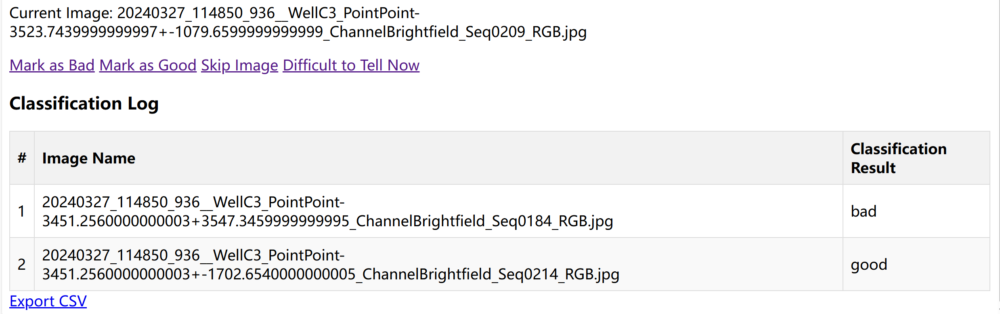 Current Image: 20240327_114850_936__WellC3_PointPoint-
3523.7439999999997+-1079.6599999999999_ChannelBrightfield_Seq0209_RGB.jpg
Mark as Bad Mark as Good Skip Image Difficult to Tell Now
Classification Log
# Image Name Classification
Result
1 20240327_114850_936__WellC3_PointPoint-
3451.2560000000003+3547.3459999999995_ChannelBrightfield_Seq0184_RGB.jpg bad
2 20240327_114850_936__WellC3_PointPoint-
3451.2560000000003+-1702.6540000000005_ChannelBrightfield_Seq0214_RGB.jpg good
Export CSV